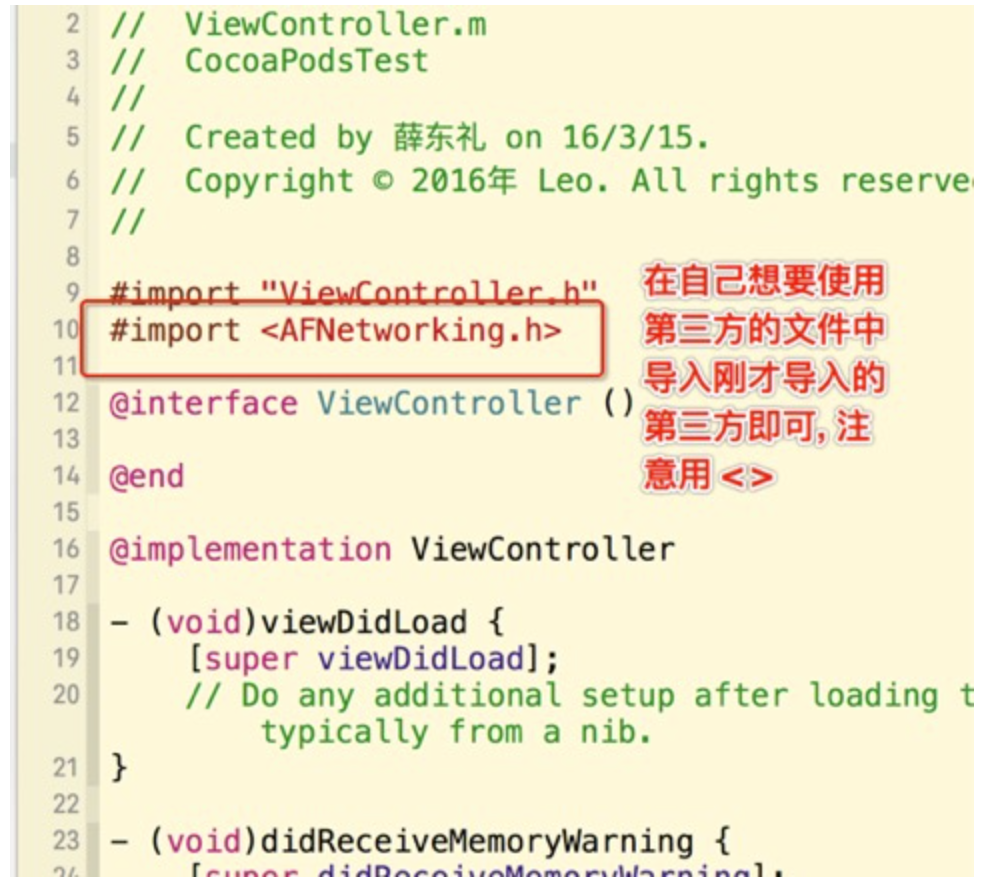 2 //  ViewController.m
3 //  CocoaPodsTest
4 //
5 //  Created by 薛东礼 on 16/3/15.
6 //  Copyright © 2016年 Leo. All rights reserve
7 //
8
9 #import "ViewController.h"
10 #import <AFNetworking.h>
11
12 @interface ViewController ()
13
14 @end
15
16 @implementation ViewController
17
18 - (void)viewDidLoad {
19     [super viewDidLoad];
20     // Do any additional setup after loading t
typically from a nib.
21 }
22
23 - (void)didReceiveMemoryWarning {
24     [super didReceiveMemoryWarning];
在自己想要使用
第三方的文件中
导入刚才导入的
第三方即可, 注
意用 <>